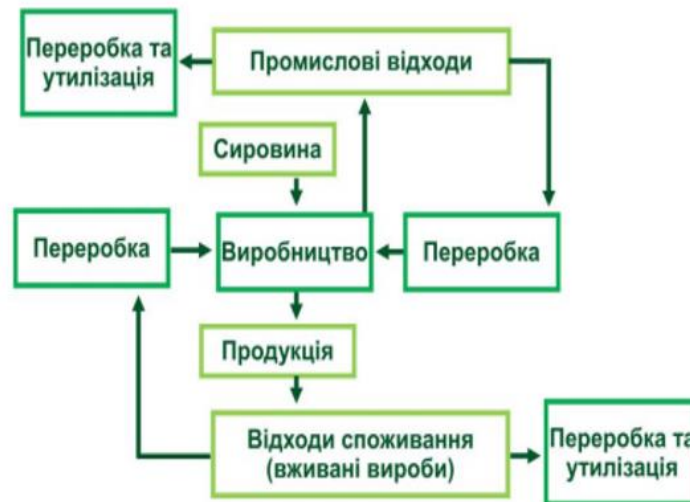 Переробка та
утилізація
Промислові відходи
Сировина
Переробка
Виробництво
Переробка
Продукція
Відходи споживання
(вживані вироби)
Переробка та
утилізація